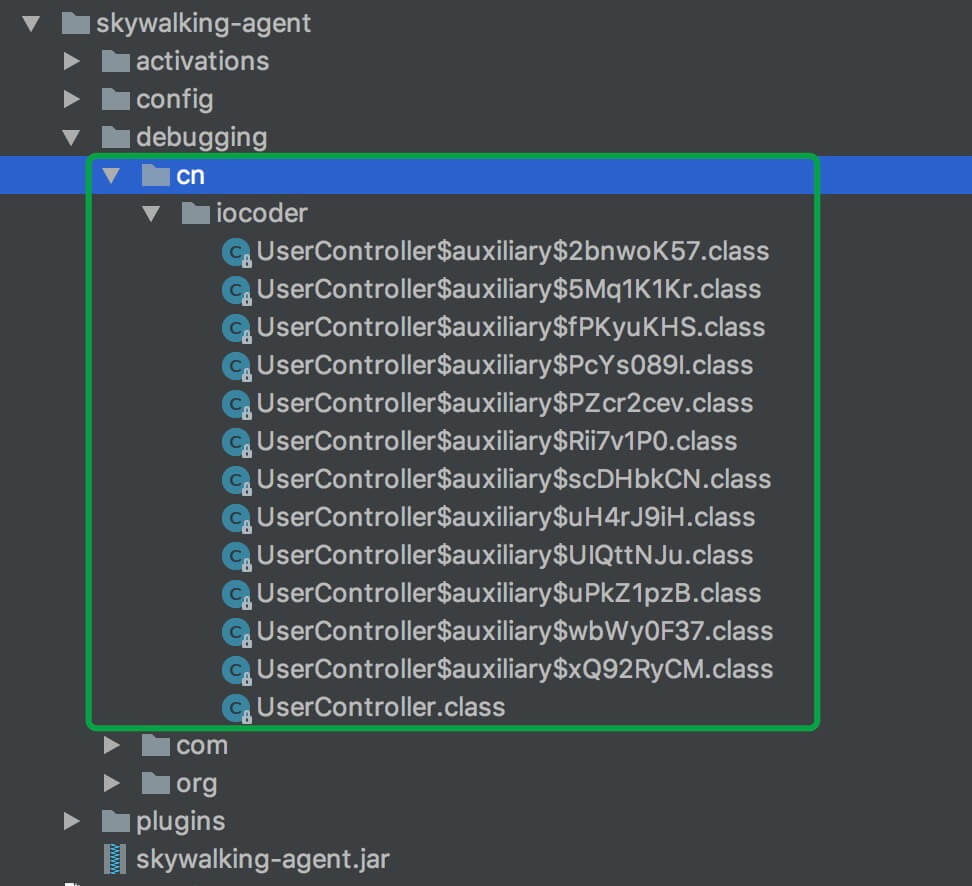 skywalking-agent
activations
config
debugging
cn
iocoder
UserController$auxiliary$2bnwoK57.class
UserController$auxiliary$5Mq1K1Kr.class
UserController$auxiliary$fPKyuKHS.class
UserController$auxiliary$PcYs089I.class
UserController$auxiliary$PZcr2cev.class
UserController$auxiliary$Rii7v1P0.class
UserController$auxiliary$scDHbkCN.class
UserController$auxiliary$uH4rJ9iH.class
UserController$auxiliary$UIQttNJu.class
UserController$auxiliary$uPkZ1pzB.class
UserController$auxiliary$wbWy0F37.class
UserController$auxiliary$xQ92RyCM.class
UserController.class
com
org
plugins
skywalking-agent.jar